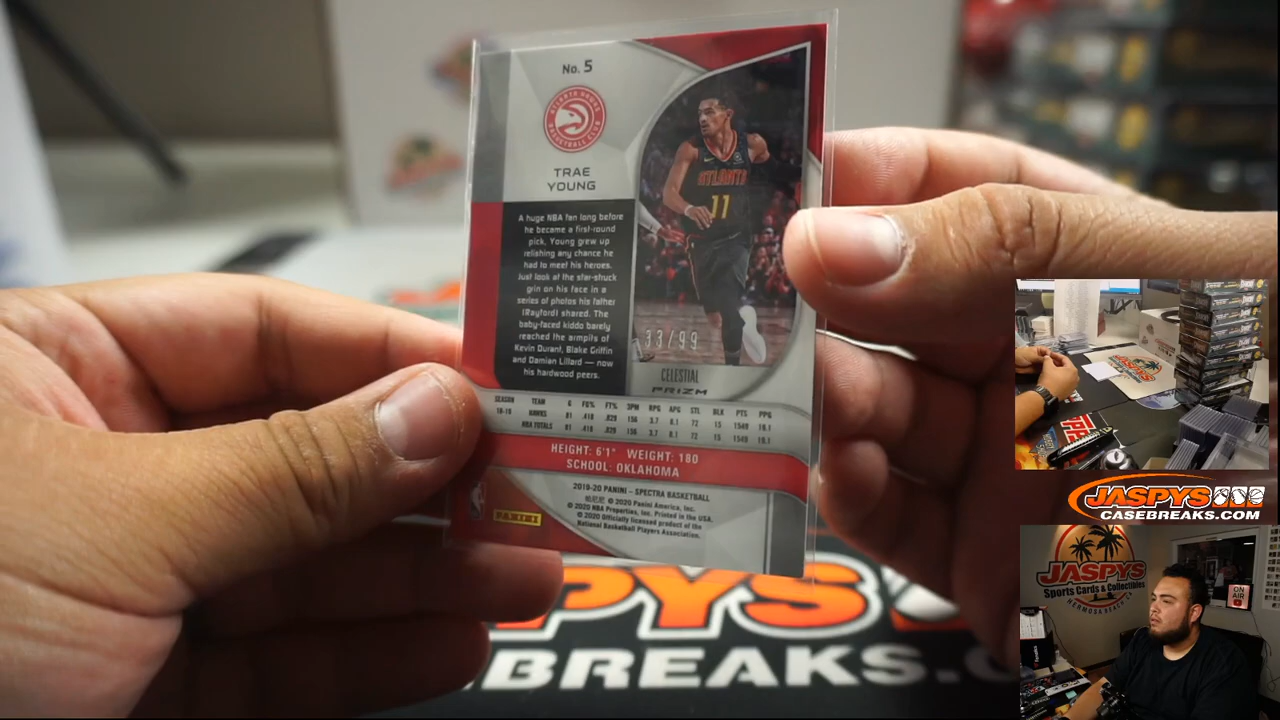 No. 5
ATLANTA HAWKS
BASKETBALL CLUB
TRAE
YOUNG
A huge NBA fan long before
he became a first-round
pick, Young grew up
relishing any chance he
had to meet his heroes.
Just look at the star-struck
grin on his face in a
series of photos his father
(Rayford) shared. The
baby-faced kiddo barely
reached the armpits of
Kevin Durant, Blake Griffin
and Damian Lillard — now
his hardwood peers.
ATLANTA
11
33/99
CELESTIAL
PRIZM
SEASON TEAM G FG% FT% 3PM RPG APG STL BLK PTS PPG
18-19 HAWKS 81 .418 .829 156 3.7 8.1 72 15 1549 19.1
NBA TOTALS 81 .418 .829 156 3.7 8.1 72 15 1549 19.1
HEIGHT: 6'1" WEIGHT: 180
SCHOOL: OKLAHOMA
2019-20 PANINI – SPECTRA BASKETBALL
© 2020 Panini America, Inc.
© 2020 NBA Properties, Inc. Printed in the USA.
© 2020 Officially licensed product of the
National Basketball Players Association.
PANINI
JASPYS
CASEBREAKS.COM
JASPYS
Sports Cards & Collectibles
HERMOSA BEACH, CA
ON
AIR
SPYS
BREAKS.C